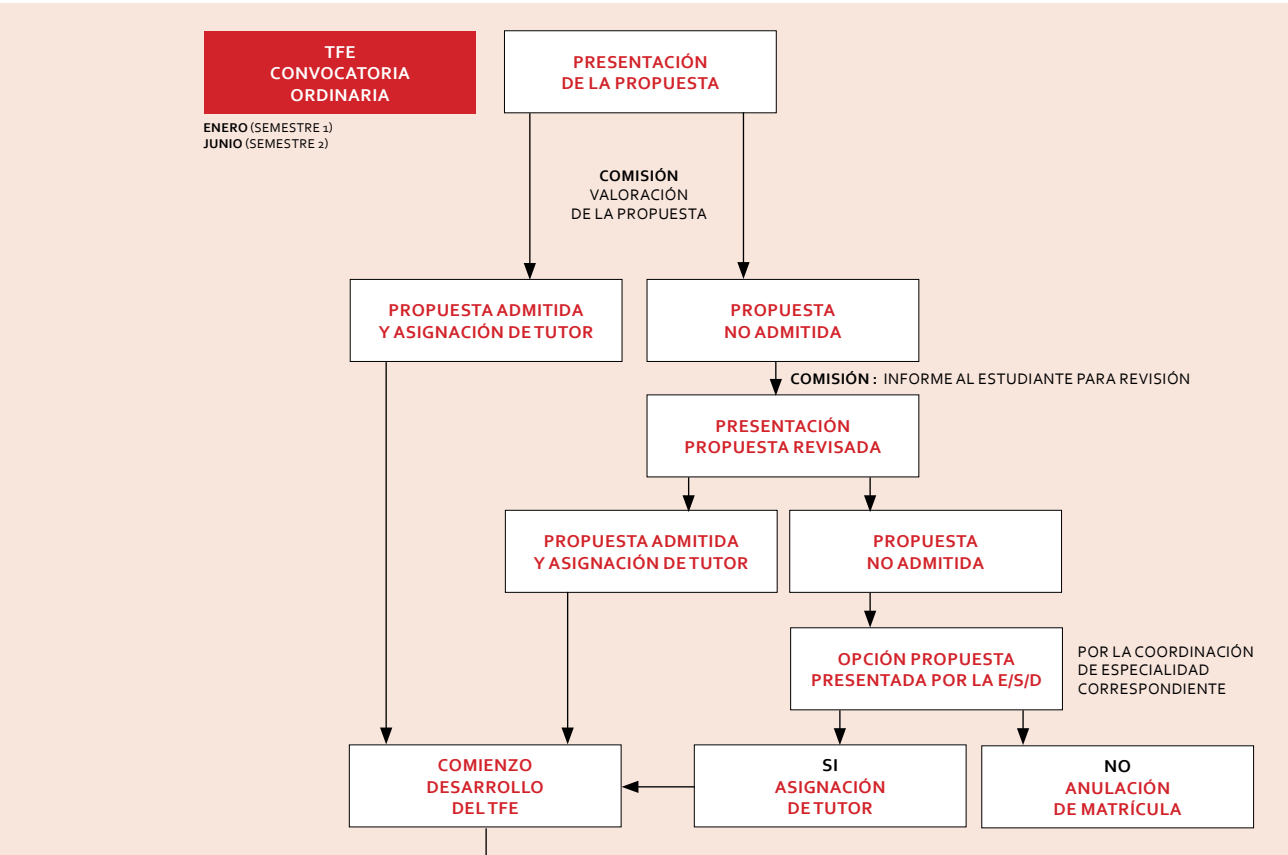 TFE
CONVOCATORIA
ORDINARIA
ENERO (SEMESTRE 1)
JUNIO (SEMESTRE 2)
PRESENTACIÓN
DE LA PROPUESTA
COMISIÓN
VALORACIÓN
DE LA PROPUESTA
PROPUESTA ADMITIDA
Y ASIGNACIÓN DE TUTOR
PROPUESTA
NO ADMITIDA
COMISIÓN : INFORME AL ESTUDIANTE PARA REVISIÓN
PRESENTACIÓN
PROPUESTA REVISADA
PROPUESTA ADMITIDA
Y ASIGNACIÓN DE TUTOR
PROPUESTA
NO ADMITIDA
OPCIÓN PROPUESTA
PRESENTADA POR LA E/S/D
POR LA COORDINACIÓN
DE ESPECIALIDAD
CORRESPONDIENTE
COMIENZO
DESARROLLO
DEL TFE
SI
ASIGNACIÓN
DE TUTOR
NO
ANULACIÓN
DE MATRÍCULA